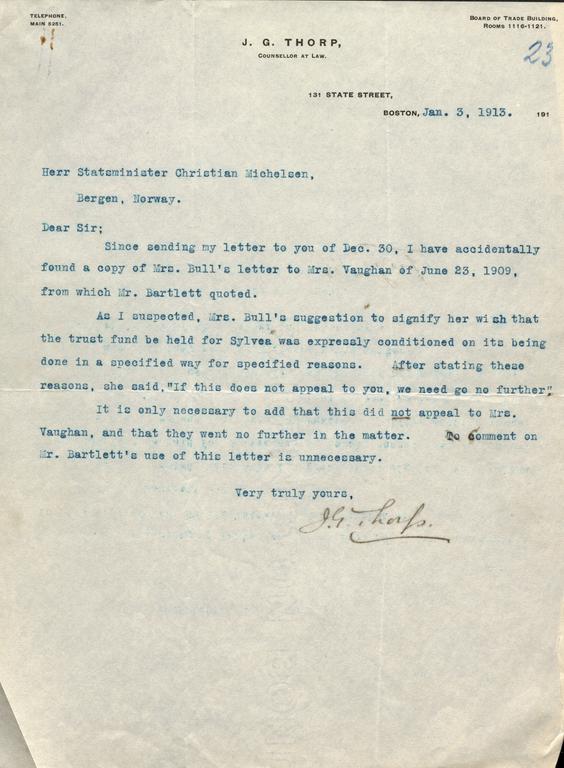 TELEPHONE,
MAIN 5251.
BOARD OF TRADE BUILDING,
ROOMS 1116-1121.
23
J. G. THORP,
COUNSELLOR AT LAW.
131 STATE STREET,
BOSTON, Jan. 3, 1913. 191
Herr Statsminister Christian Michelsen,
Bergen, Norway.
Dear Sir;
Since sending my letter to you of Dec. 30, I have accidentally
found a copy of Mrs. Bull's letter to Mrs. Vaughan of June 23, 1909,
from which Mr. Bartlett quoted.
As I suspected, Mrs. Bull's suggestion to signify her wish that
the trust fund be held for Sylvea was expressly conditioned on its being
done in a specified way for specified reasons. After stating these
reasons, she said,"If this does not appeal to you, we need go no further"
It is only necessary to add that this did not appeal to Mrs.
Vaughan, and that they went no further in the matter. To comment on
Mr. Bartlett's use of this letter is unnecessary.
Very truly yours,
J.G. Thorp.